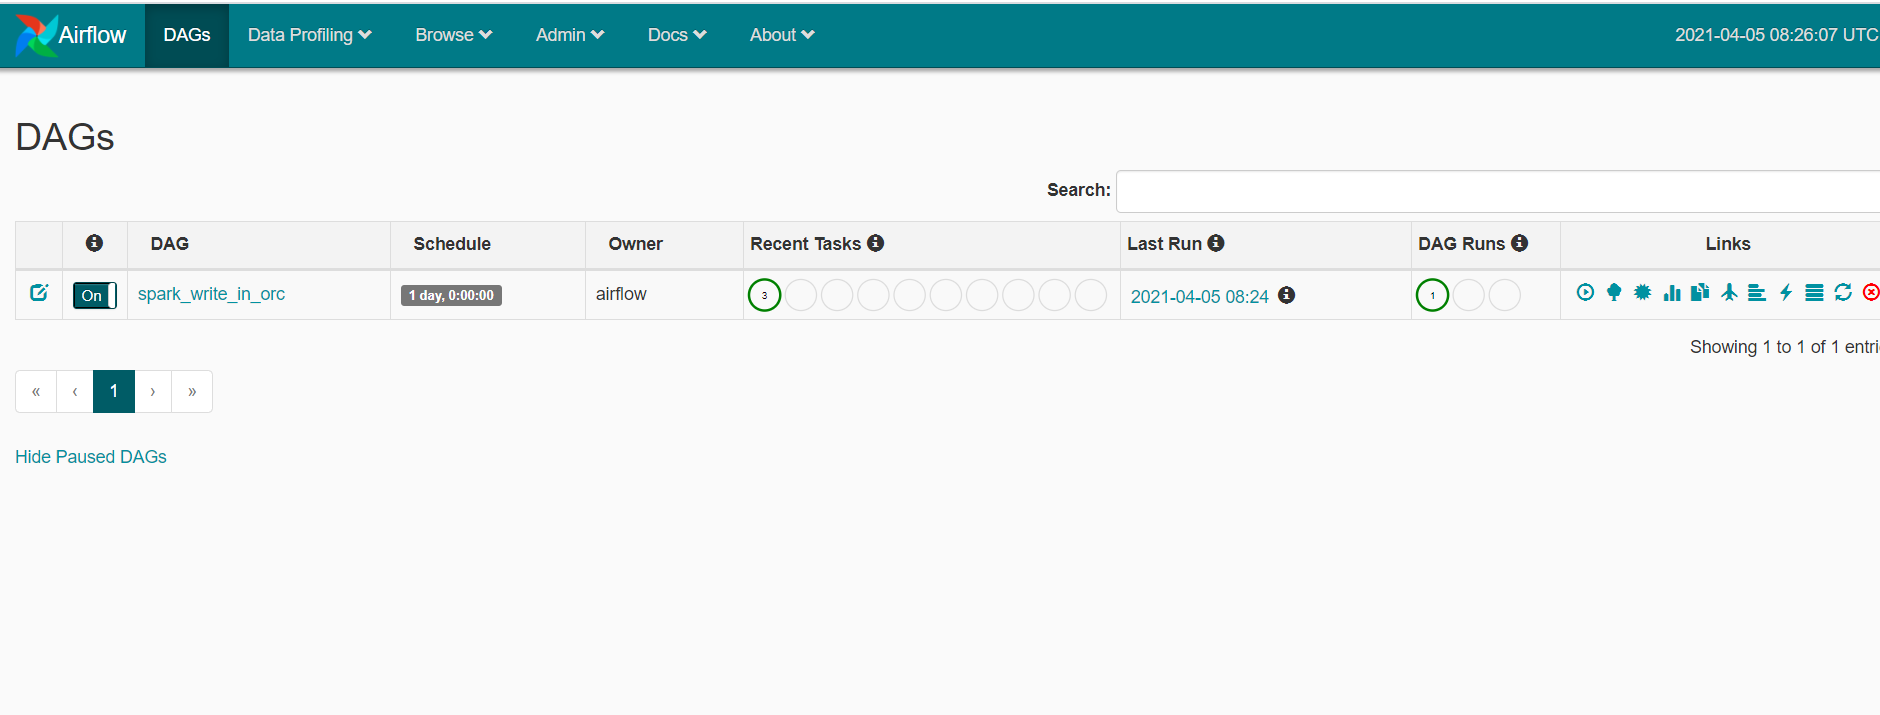 Airflow DAGs Data Profiling Browse Admin Docs About 2021-04-05 08:26:07 UTC
DAGs
Search:
DAG Schedule Owner Recent Tasks Last Run DAG Runs Links
On spark_write_in_orc 1 day, 0:00:00 airflow 3 2021-04-05 08:24 1
Showing 1 to 1 of 1 entri
« ‹ 1 › »
Hide Paused DAGs